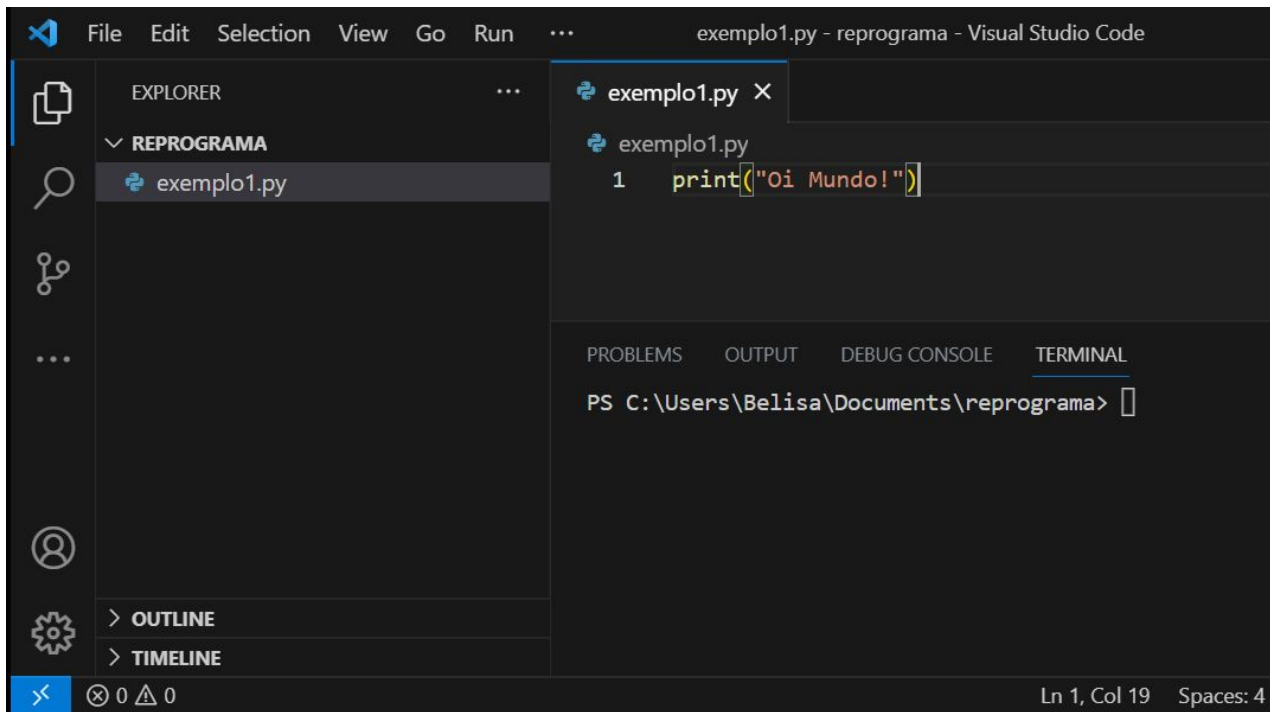 File Edit Selection View Go Run ··· exemplo1.py - reprograma - Visual Studio Code
EXPLORER ···
REPROGRAMA
exemplo1.py
exemplo1.py
exemplo1.py
1 print("Oi Mundo!")
PROBLEMS OUTPUT DEBUG CONSOLE TERMINAL
PS C:\Users\Belisa\Documents\reprograma>
OUTLINE
TIMELINE
0 0 Ln 1, Col 19 Spaces: 4